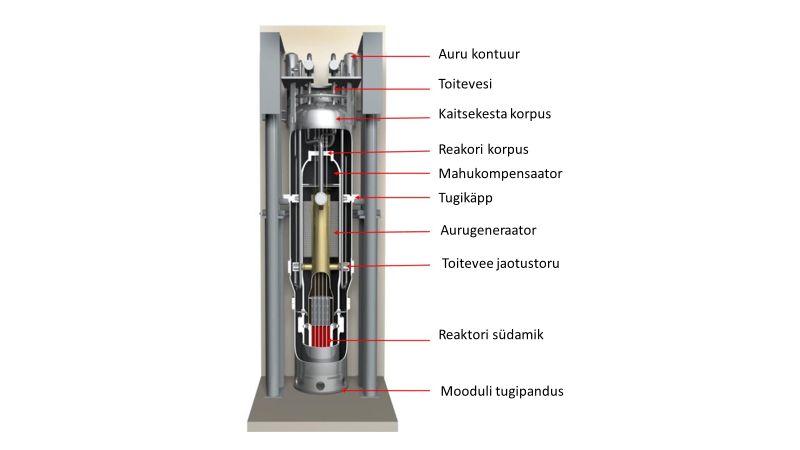 Auru kontuur
Toitevesi
Kaitsekesta korpus
Reakori korpus
Mahukompensaator
Tugikäpp
Aurugeneraator
Toitevee jaotustoru
Reaktori südamik
Mooduli tugipandus